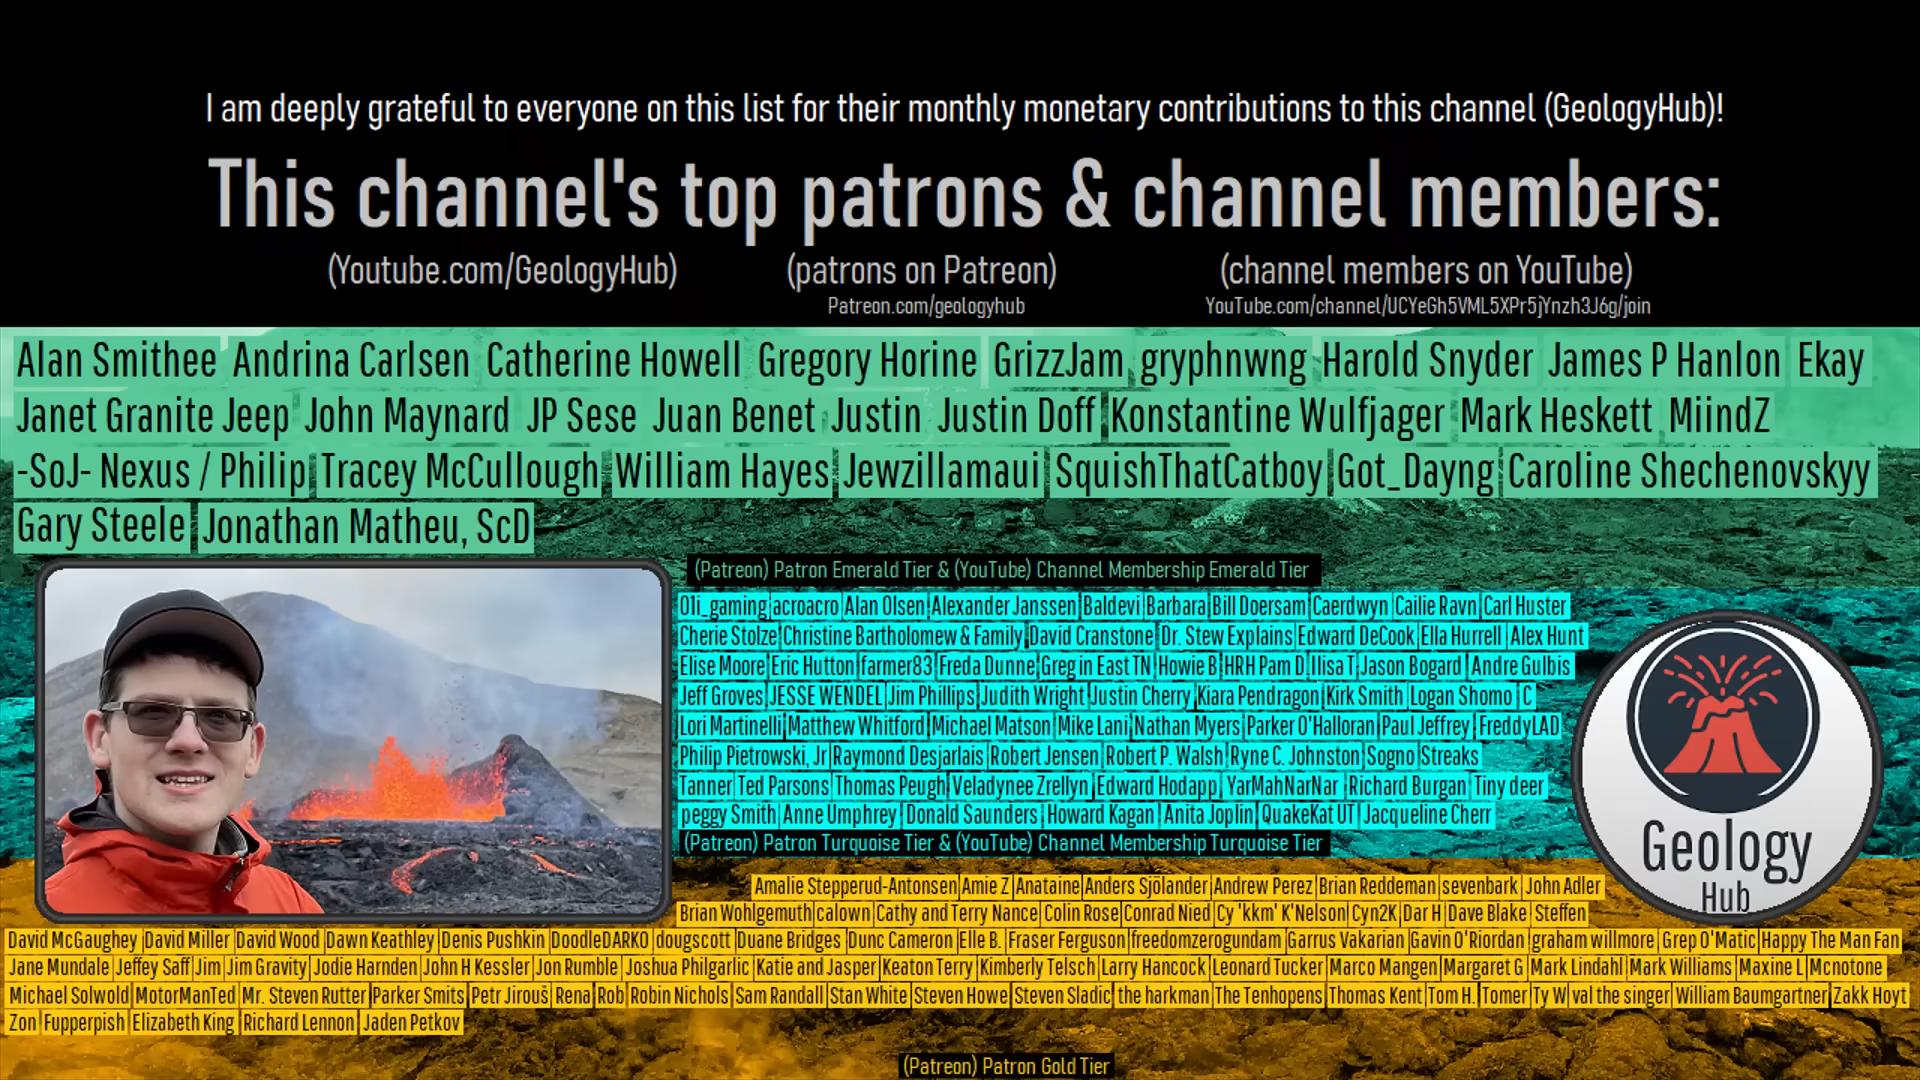 I am deeply grateful to everyone on this list for their monthly monetary contributions to this channel (GeologyHub)!
This channel's top patrons & channel members:
(Youtube.com/GeologyHub) (patrons on Patreon) (channel members on YouTube)
Patreon.com/geologyhub YouTube.com/channel/UCYeGh5VML5XPr5jYnzh3J6g/join
Alan Smithee Andrina Carlsen Catherine Howell Gregory Horine GrizzJam gryphnwng Harold Snyder James P Hanlon Ekay
Janet Granite Jeep John Maynard JP Sese Juan Benet Justin Justin Doff Konstantine Wulfjager Mark Heskett MiindZ
-SoJ- Nexus / Philip Tracey McCullough William Hayes Jewzillamaui SquishThatCatboy Got_Dayng Caroline Shechenovskyy
Gary Steele Jonathan Matheu, ScD
(Patreon) Patron Emerald Tier & (YouTube) Channel Membership Emerald Tier
01i_gaming acroacro Alan Olsen Alexander Janssen Baldevi Barbara Bill Doersam Caerdwyn Cailie Ravn Carl Huster
Cherie Stolze Christine Bartholomew & Family David Cranstone Dr. Stew Explains Edward DeCook Ella Hurrell Alex Hunt
Elise Moore Eric Hutton farmer83 Freda Dunne Greg in East TN Howie B HRH Pam D Ilisa T Jason Bogard Andre Gulbis
Jeff Groves JESSE WENDEL Jim Phillips Judith Wright Justin Cherry Kiara Pendragon Kirk Smith Logan Shomo C
Lori Martinelli Matthew Whitford Michael Matson Mike Lani Nathan Myers Parker O'Halloran Paul Jeffrey FreddyLAD
Philip Pietrowski, Jr Raymond Desjarlais Robert Jensen Robert P. Walsh Ryne C. Johnston Sogno Streaks
Tanner Ted Parsons Thomas Peugh Veladynee Zrellyn Edward Hodapp YarMahNarNar Richard Burgan Tiny deer
peggy Smith Anne Umphrey Donald Saunders Howard Kagan Anita Joplin QuakeKat UT Jacqueline Cherr
(Patreon) Patron Turquoise Tier & (YouTube) Channel Membership Turquoise Tier
Geology
Hub
Amalie Stepperud-Antonsen Amie Z Anataine Anders Sjölander Andrew Perez Brian Reddeman sevenbark John Adler
Brian Wohlgemuth calown Cathy and Terry Nance Colin Rose Conrad Nied Cy 'kkm' K'Nelson Cyn2K Dar H Dave Blake Steffen
David McGaughey David Miller David Wood Dawn Keathley Denis Pushkin DoodleDARKO dougscott Duane Bridges Dunc Cameron Elle B. Fraser Ferguson freedomzerogundam Garrus Vakarian Gavin O'Riordan graham willmore Grep O'Matic Happy The Man Fan
Jane Mundale Jeffey Saff Jim Jim Gravity Jodie Harnden John H Kessler Jon Rumble Joshua Philgarlic Katie and Jasper Keaton Terry Kimberly Telsch Larry Hancock Leonard Tucker Marco Mangen Margaret G Mark Lindahl Mark Williams Maxine L Mcnotone
Michael Solwold MotorManTed Mr. Steven Rutter Parker Smits Petr Jirouš Rena Rob Robin Nichols Sam Randall Stan White Steven Howe Steven Sladic the harkman The Tenhopens Thomas Kent Tom H. Tomer Ty W val the singer William Baumgartner Zakk Hoyt
Zon Fupperpish Elizabeth King Richard Lennon Jaden Petkov
(Patreon) Patron Gold Tier